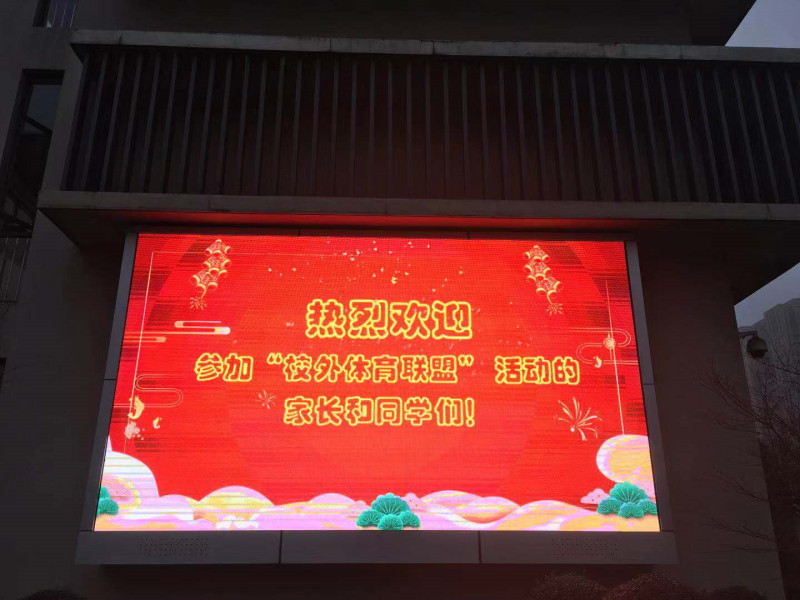 热烈欢迎
参加“校外体育联盟” 活动的
家长和同学们!